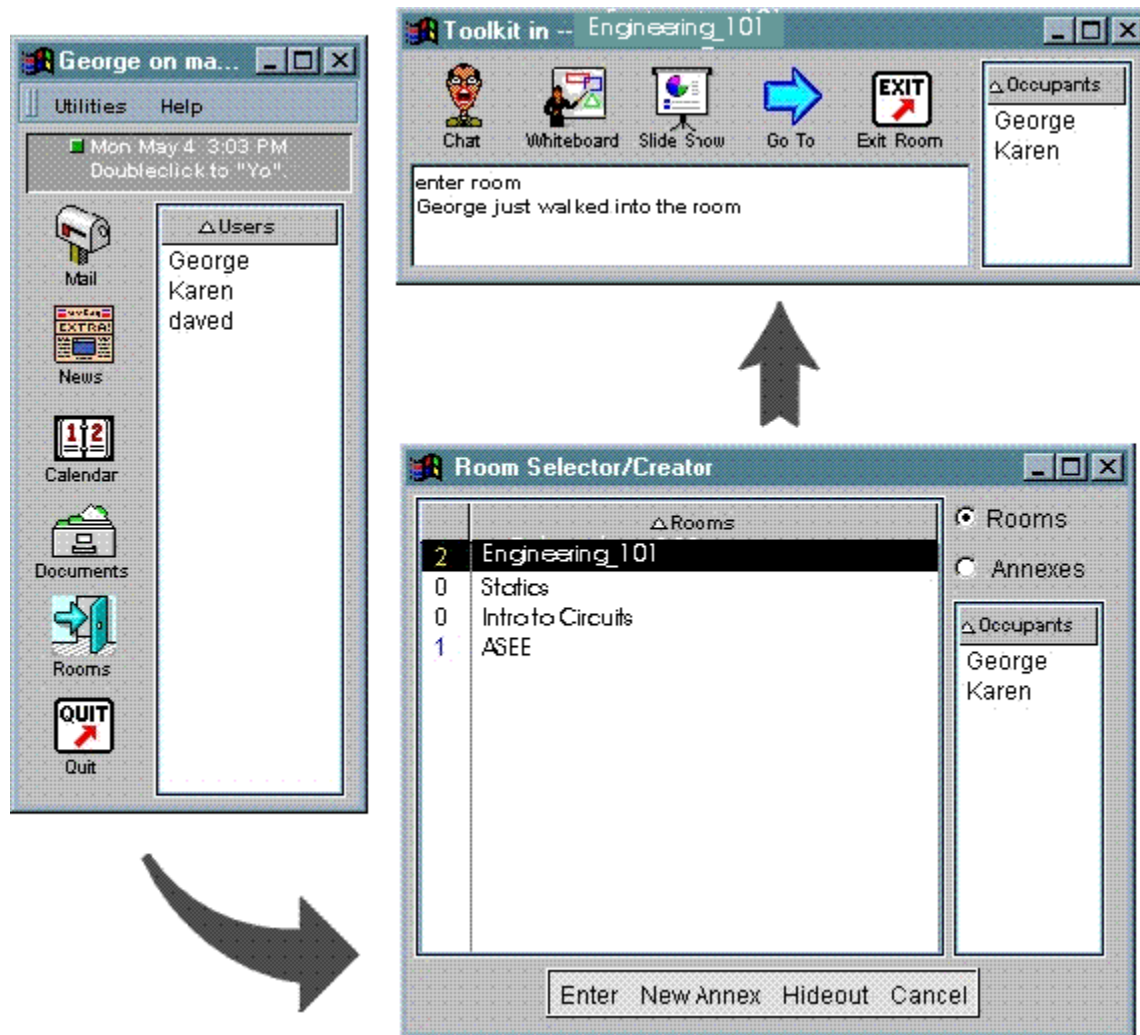 George on ma...
Utilities Help
Mon May 4 3:03 PM
Doubleclick to "Yo".
Mail
EXTRA!
News
1 2
Calendar
Documents
Rooms
QUIT
Quit
Users
George
Karen
daved
Toolkit in -- Engineering_101
Chat Whiteboard Slide Show Go To EXIT Exit Room
enter room
George just walked into the room
Occupants
George
Karen
Room Selector/Creator
Rooms
2 Engineering_101
0 Statics
0 Intro to Circuits
1 ASEE
Rooms
Annexes
Occupants
George
Karen
Enter New Annex Hideout Cancel